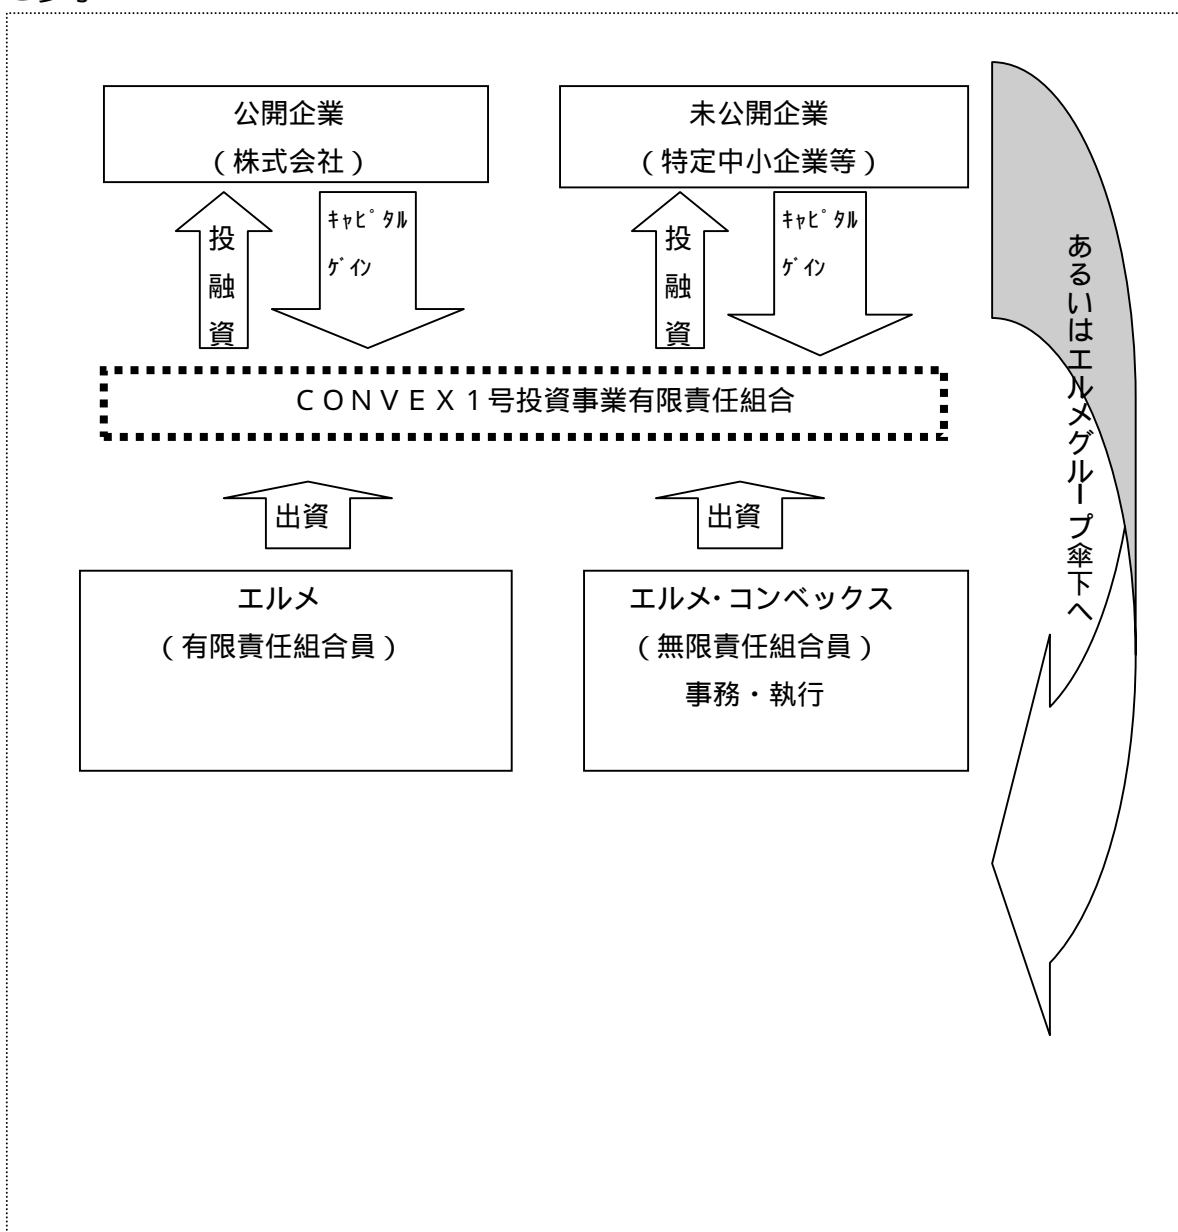 公開企業
(株式会社)
未公開企業
(特定中小企業等)
投融資
ｷｬﾋﾟﾀﾙ
ｹﾞｲﾝ
投融資
ｷｬﾋﾟﾀﾙ
ｹﾞｲﾝ
あるいはエルメグループ傘下へ
ＣＯＮＶＥＸ１号投資事業有限責任組合
出資
出資
エルメ
(有限責任組合員)
エルメ・コンベックス
(無限責任組合員)
事務・執行